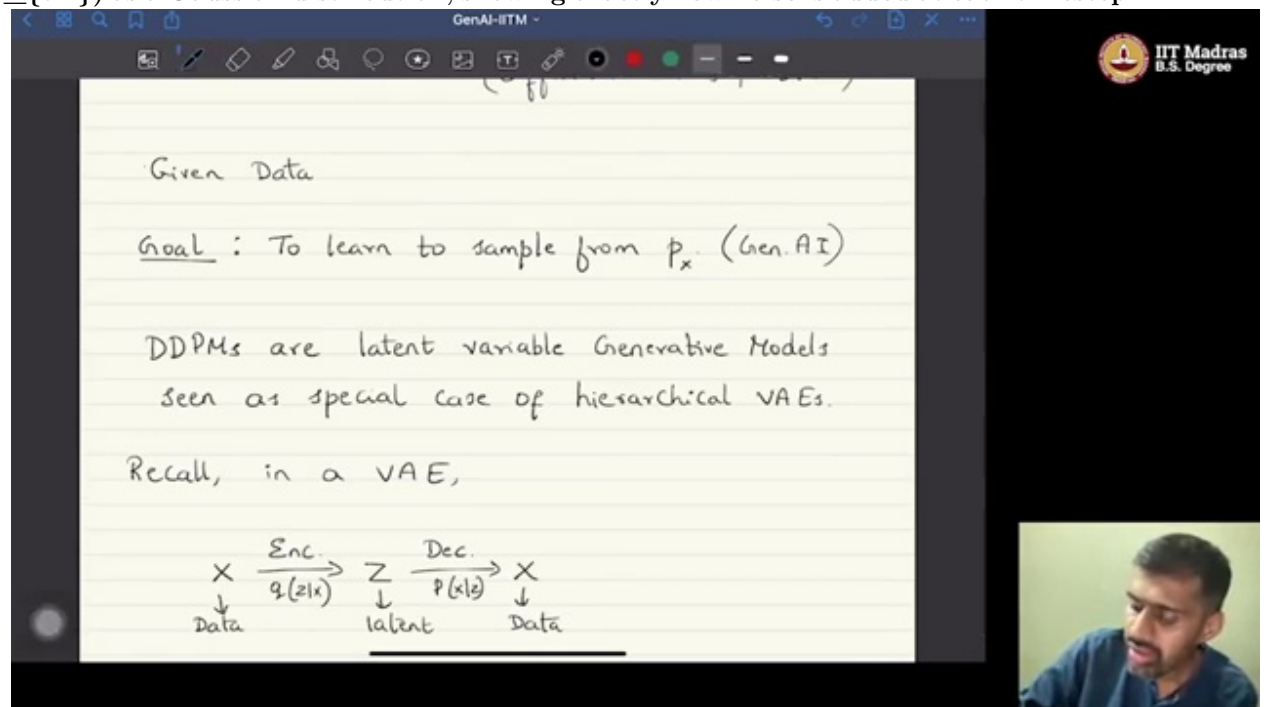 GenAI-IITM
IIT Madras
B.S. Degree
Given Data
Goal : To learn to sample from px. (Gen. AI)
DDPMs are latent variable Generative Models
seen as special case of hierarchical VAEs.
Recall, in a VAE,
X Enc. q(z|x) → Z Dec. p(x|z) → X
↓ ↓ ↓
Data latent Data